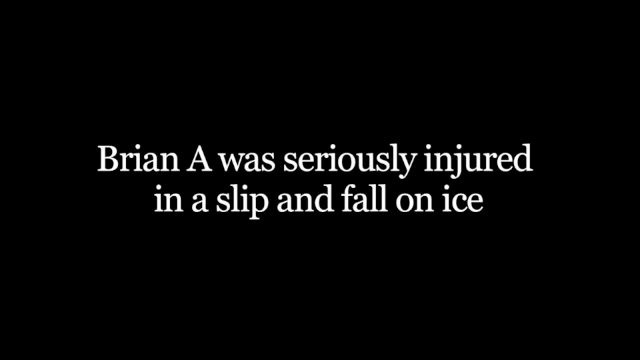 Brian A was seriously injured
in a slip and fall on ice